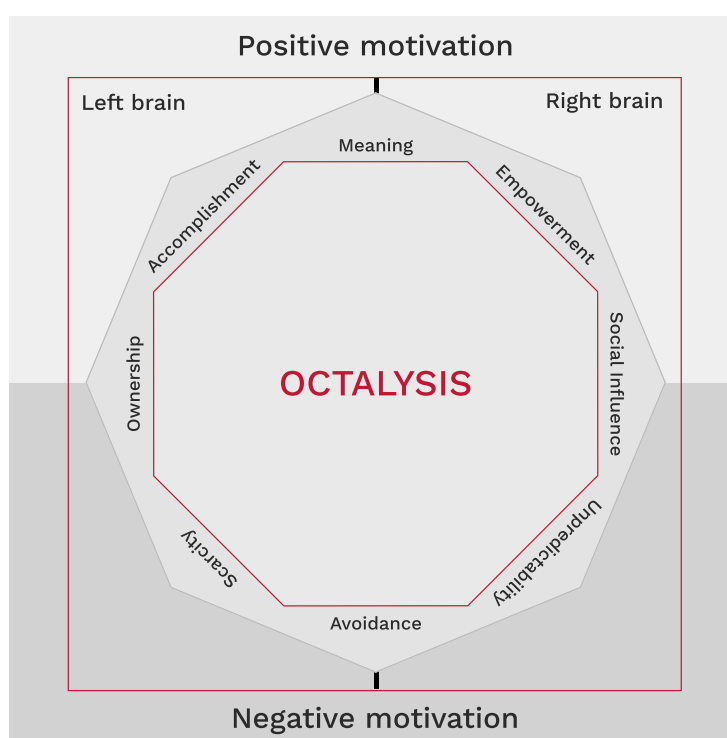 Positive motivation
Left brain
Right brain
Meaning
Accomplishment
Empowerment
Ownership
OCTALYSIS
Social Influence
Scarcity
Unpredictability
Avoidance
Negative motivation